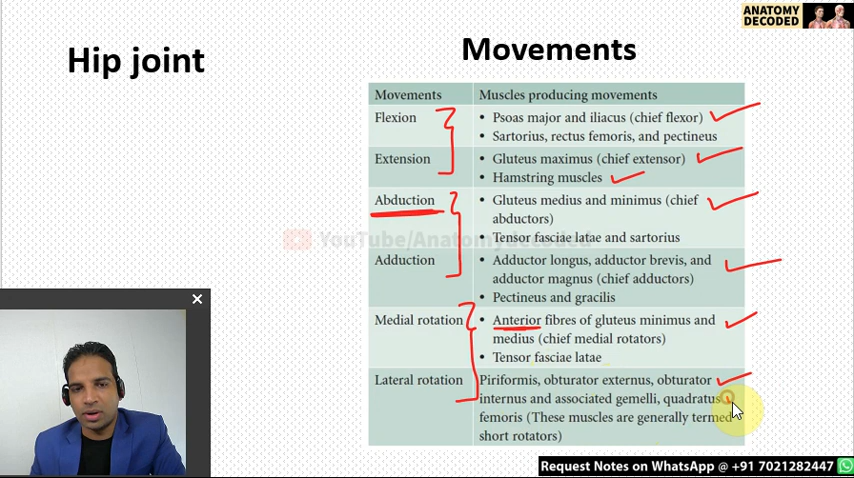 ANATOMY
DECODED
Hip joint
Movements
Movements
Muscles producing movements
Flexion
• Psoas major and iliacus (chief flexor)
• Sartorius, rectus femoris, and pectineus
Extension
• Gluteus maximus (chief extensor)
• Hamstring muscles
Abduction
• Gluteus medius and minimus (chief
abductors)
• Tensor fasciae latae and sartorius
YouTube/Anatomydecoded
Adduction
• Adductor longus, adductor brevis, and
adductor magnus (chief adductors)
• Pectineus and gracilis
Medial rotation
• Anterior fibres of gluteus minimus and
medius (chief medial rotators)
• Tensor fasciae latae
Lateral rotation
Piriformis, obturator externus, obturator
internus and associated gemelli, quadratus
femoris (These muscles are generally termed
short rotators)
Request Notes on WhatsApp @ +91 7021282447